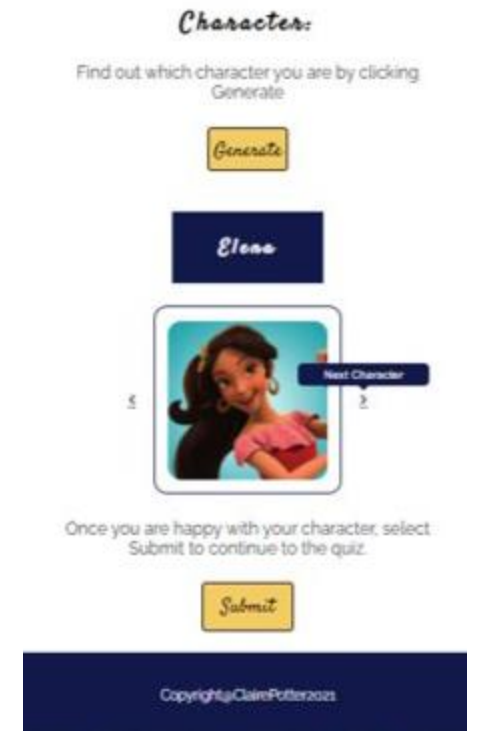 Character:
Find out which character you are by clicking
Generate
Generate
Elena
Next Character
<
>
Once you are happy with your character, select
Submit to continue to the quiz.
Submit
Copyright@ClairePotter2021